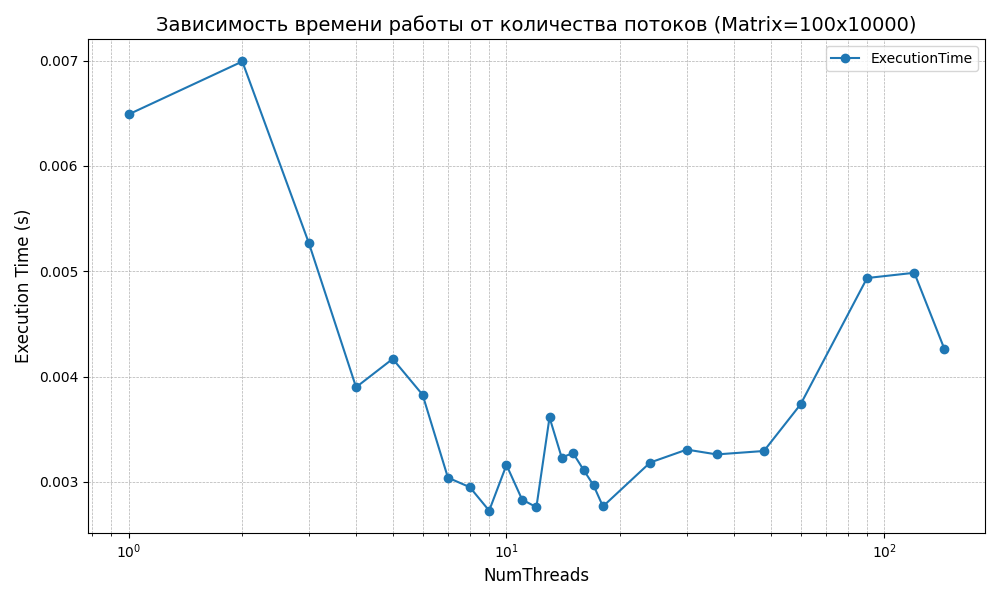 Зависимость времени работы от количества потоков (Matrix=100x10000)
ExecutionTime
Execution Time (s)
0.007
0.006
0.005
0.004
0.003
10⁰
10¹
10²
NumThreads